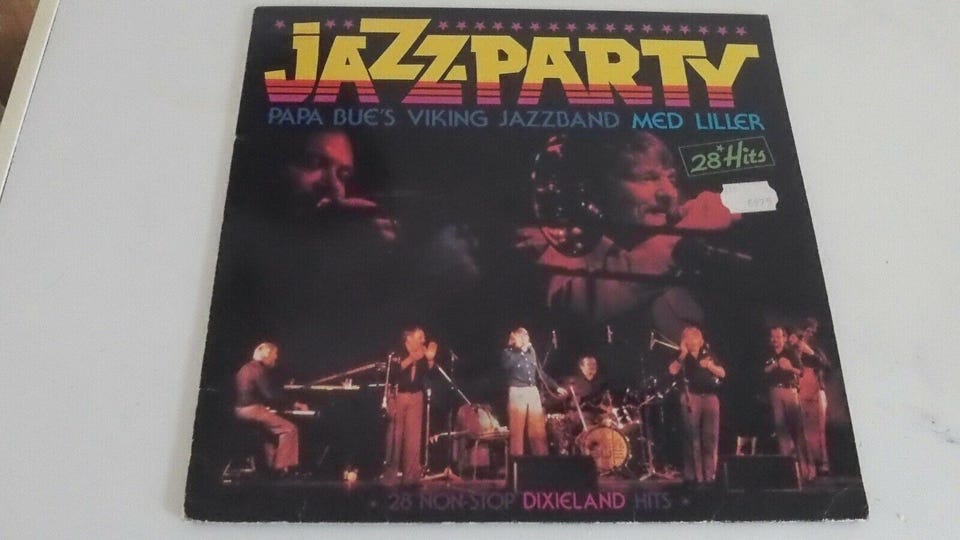 JAZZ-PARTY
PAPA BUE'S VIKING JAZZBAND MED LILLER
28 Hits
28 NON-STOP DIXIELAND HITS